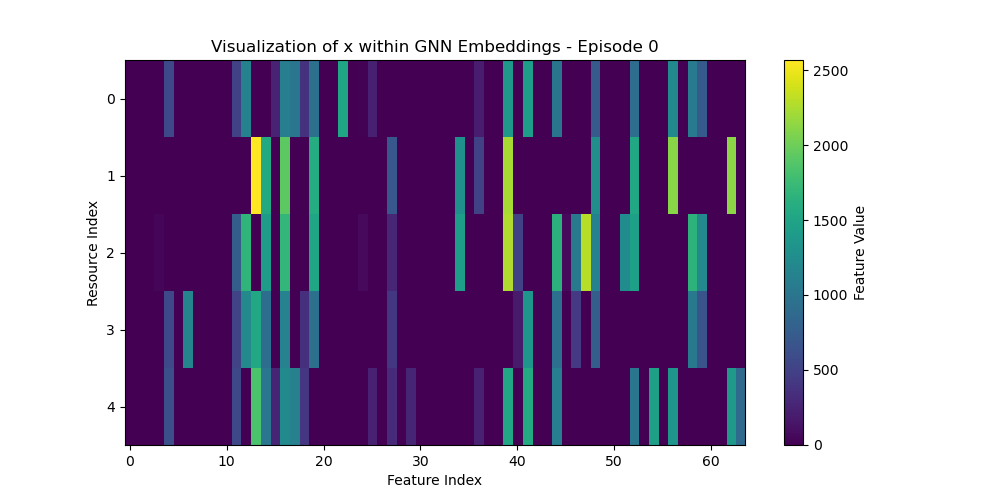 Visualization of x within GNN Embeddings - Episode 0
Resource Index
0
1
2
3
4
0 10 20 30 40 50 60
Feature Index
2500
2000
1500
1000
500
0
Feature Value